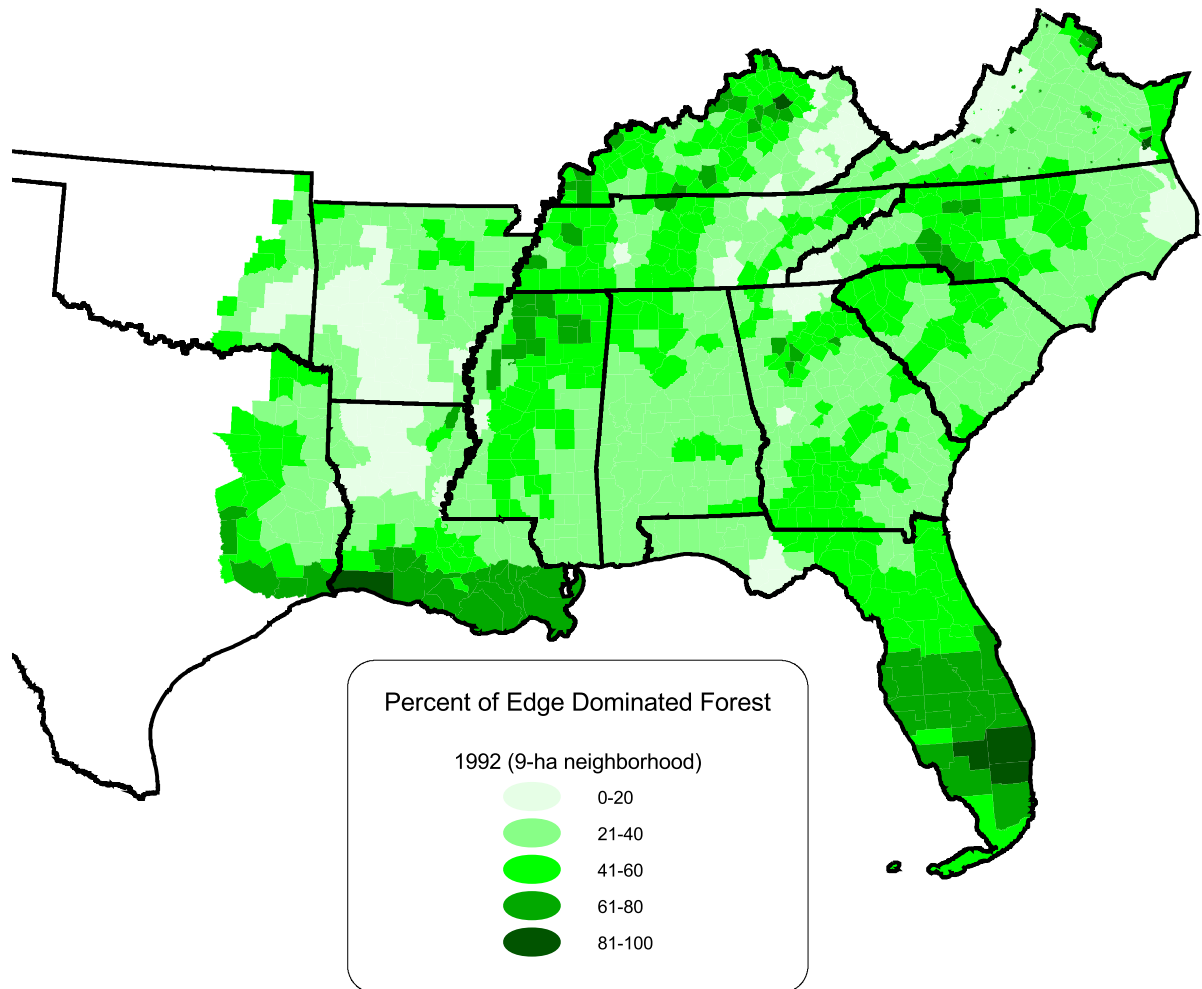 Percent of Edge Dominated Forest
1992 (9-ha neighborhood)
0-20
21-40
41-60
61-80
81-100